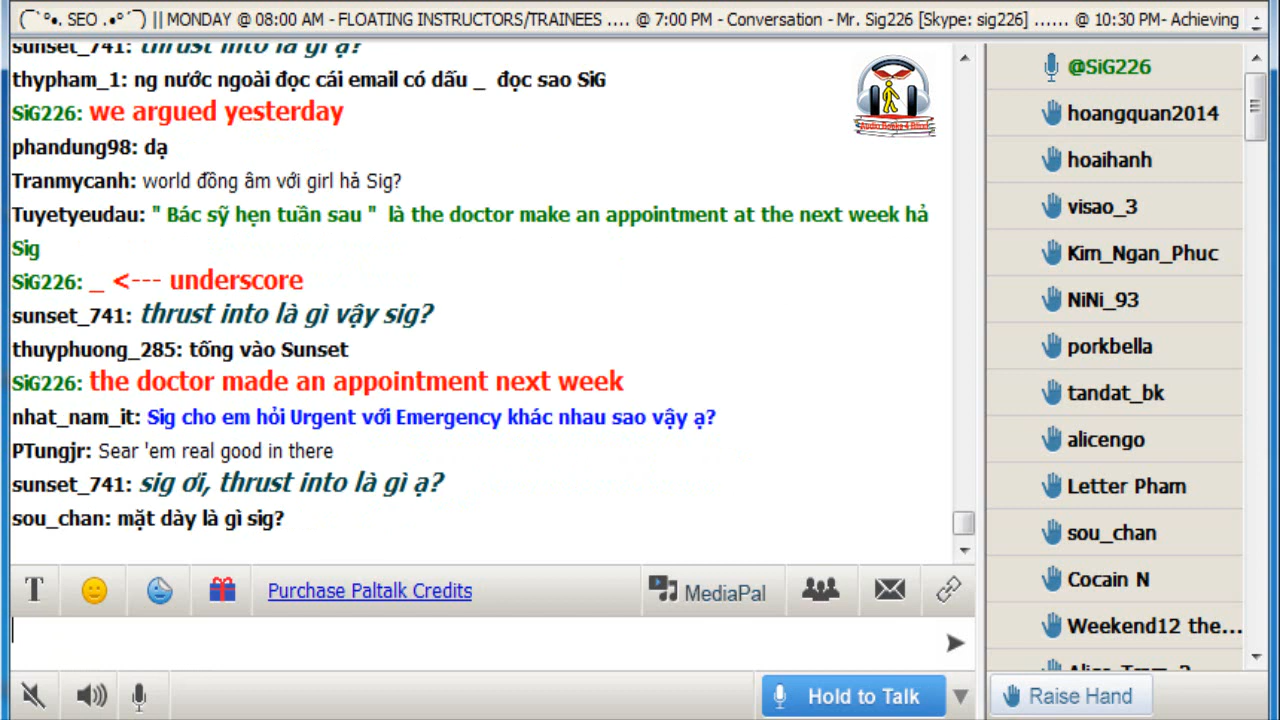 (¯`°•. SEO .•°´¯) || MONDAY @ 08:00 AM - FLOATING INSTRUCTORS/TRAINEES .... @ 7:00 PM - Conversation - Mr. Sig226 [Skype: sig226] ...... @ 10:30 PM- Achieving
sunset_741: thrust into là gì ạ?
thypham_1: ng nước ngoài đọc cái email có dấu _ đọc sao SiG
SiG226: we argued yesterday
phandung98: dạ
Tranmycanh: world đồng âm với girl hả Sig?
Tuyetyeudau: " Bác sỹ hẹn tuần sau " là the doctor make an appointment at the next week hả
Sig
SiG226: _ <--- underscore
sunset_741: thrust into là gì vậy sig?
thuyphuong_285: tống vào Sunset
SiG226: the doctor made an appointment next week
nhat_nam_it: Sig cho em hỏi Urgent với Emergency khác nhau sao vậy ạ?
PTungjr: Sear 'em real good in there
sunset_741: sig ơi, thrust into là gì ạ?
sou_chan: mặt dày là gì sig?
T
Purchase Paltalk Credits
MediaPal
Hold to Talk
@SiG226
hoangquan2014
hoaihanh
visao_3
Kim_Ngan_Phuc
NiNi_93
porkbella
tandat_bk
alicengo
Letter Pham
sou_chan
Cocain N
Weekend12 the...
Raise Hand